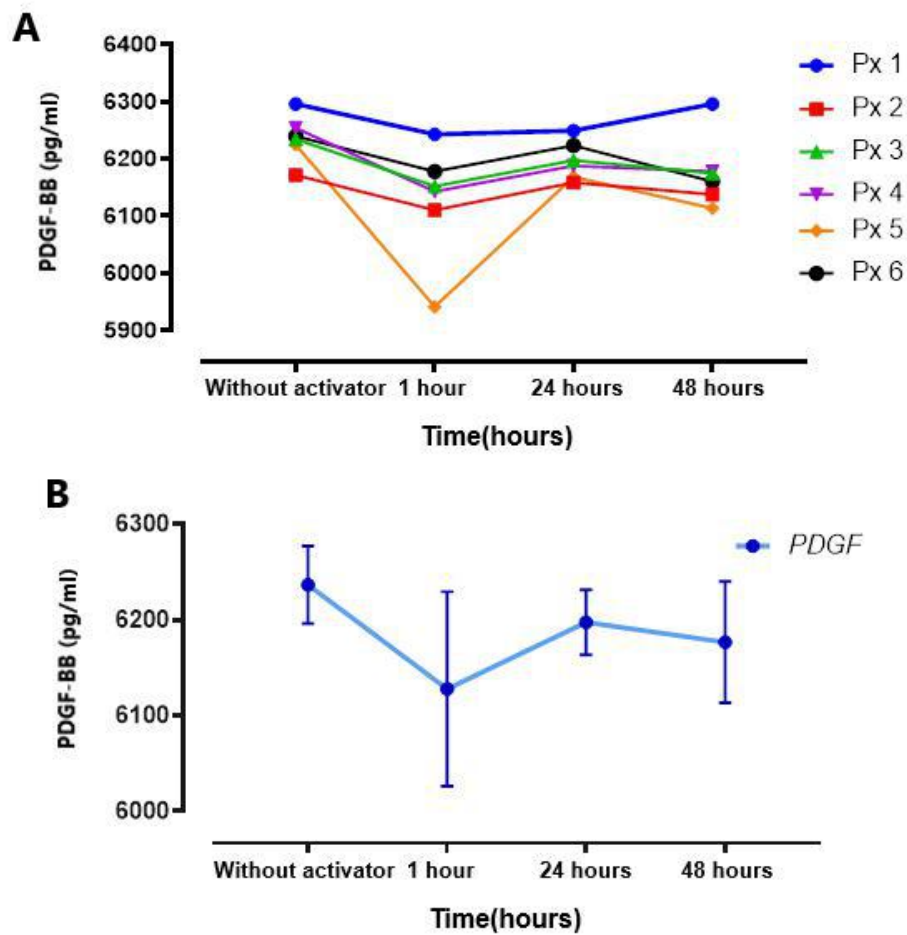 A
6400
6300
6200
6100
6000
5900
PDGF-BB (pg/ml)
Px 1
Px 2
Px 3
Px 4
Px 5
Px 6
Without activator 1 hour 24 hours 48 hours
Time(hours)
B
6300
6200
6100
6000
PDGF-BB (pg/ml)
PDGF
Without activator 1 hour 24 hours 48 hours
Time(hours)